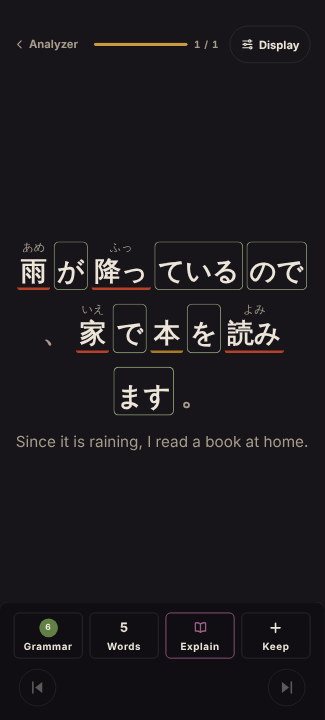 Analyzer
1 / 1
Display
あめ ふっ
雨が降っているので
いえ よみ
、家で本を読み
ます。
Since it is raining, I read a book at home.
6 5
Grammar Words Explain Keep